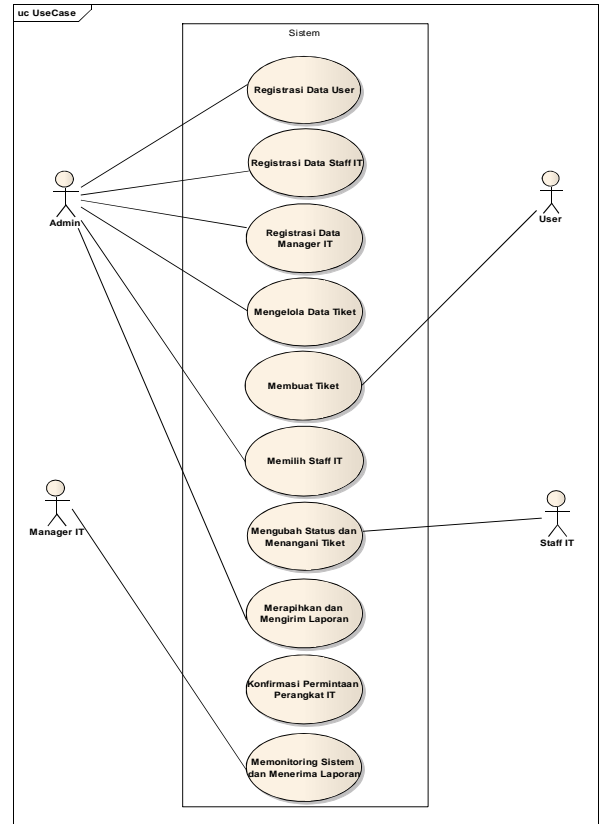 uc UseCase
Sistem
Registrasi Data User
Registrasi Data Staff IT
Admin
User
Registrasi Data
Manager IT
Mengelola Data Tiket
Membuat Tiket
Memilih Staff IT
Manager IT
Mengubah Status dan
Menangani Tiket
Staff IT
Merapihkan dan
Mengirim Laporan
Konfirmasi Permintaan
Perangkat IT
Memonitoring Sistem
dan Menerima Laporan